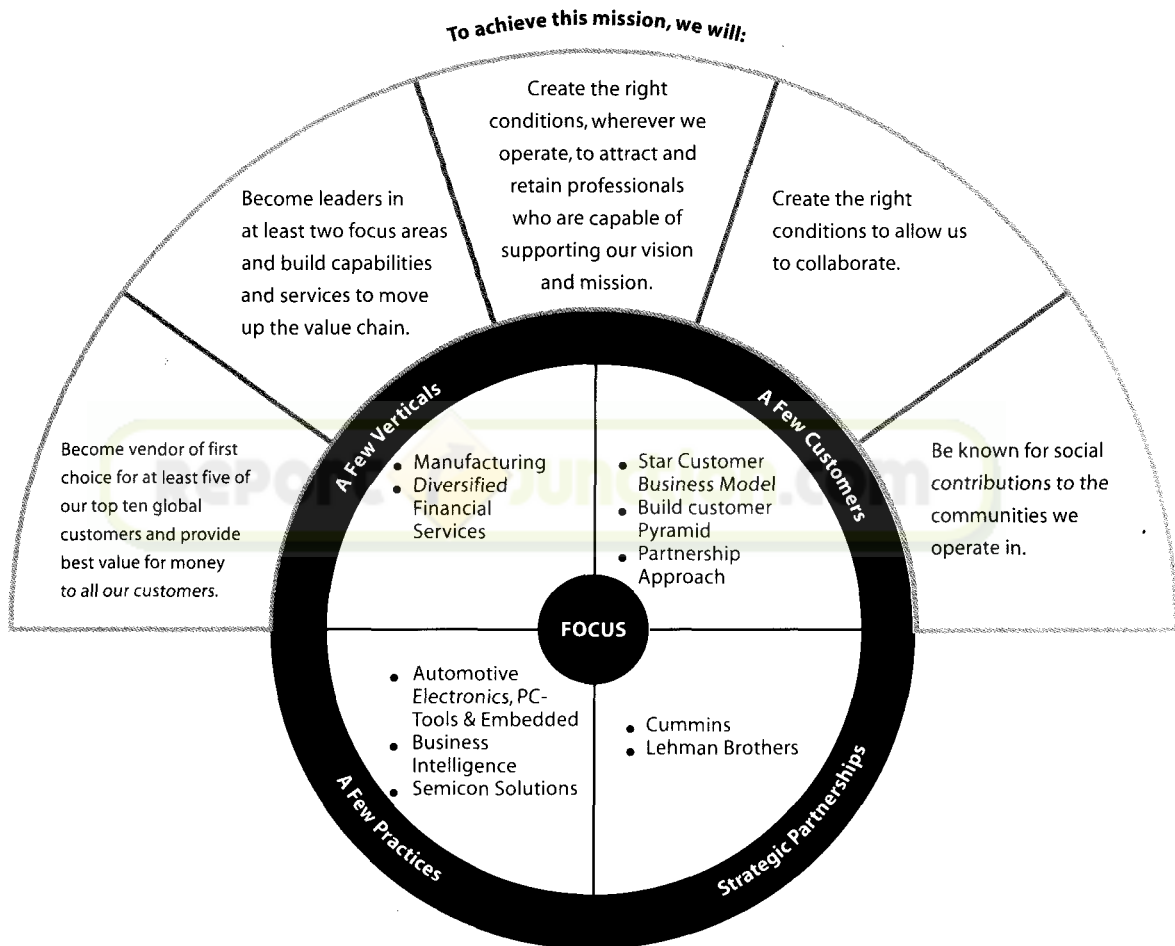 To achieve this mission, we will:
Become vendor of first
choice for at least five of
our top ten global
customers and provide
best value for money
to all our customers.
Become leaders in
at least two focus areas
and build capabilities
and services to move
up the value chain.
Create the right
conditions, wherever we
operate, to attract and
retain professionals
who are capable of
supporting our vision
and mission.
Create the right
conditions to allow us
to collaborate.
Be known for social
contributions to the
communities we
operate in.
A Few Verticals
• Manufacturing
• Diversified
Financial
Services
A Few Customers
• Star Customer
Business Model
• Build customer
Pyramid
• Partnership
Approach
FOCUS
A Few Practices
• Automotive
Electronics, PC-
Tools & Embedded
• Business
Intelligence
• Semicon Solutions
Strategic Partnerships
• Cummins
• Lehman Brothers
REPORT JUNCTION.COM